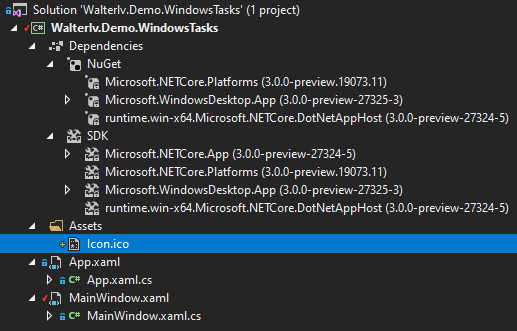 Solution 'Walterlv.Demo.WindowsTasks' (1 project)
C# Walterlv.Demo.WindowsTasks
Dependencies
NuGet
Microsoft.NETCore.Platforms (3.0.0-preview.19073.11)
Microsoft.WindowsDesktop.App (3.0.0-preview-27325-3)
runtime.win-x64.Microsoft.NETCore.DotNetAppHost (3.0.0-preview-27324-5)
SDK
Microsoft.NETCore.App (3.0.0-preview-27324-5)
Microsoft.NETCore.Platforms (3.0.0-preview.19073.11)
Microsoft.WindowsDesktop.App (3.0.0-preview-27325-3)
runtime.win-x64.Microsoft.NETCore.DotNetAppHost (3.0.0-preview-27324-5)
Assets
Icon.ico
App.xaml
C# App.xaml.cs
MainWindow.xaml
C# MainWindow.xaml.cs